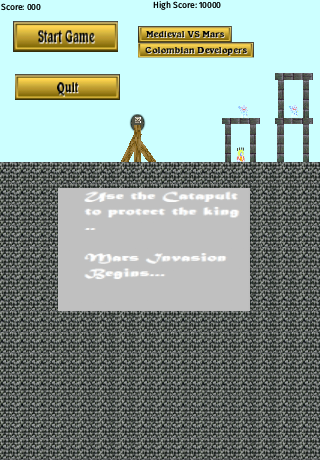 Score: 000
High Score: 10000
Start Game
Medieval VS Mars
Colombian Developers
Quit
Use the Catapult
to protect the king
--
Mars Invasion
Begins...